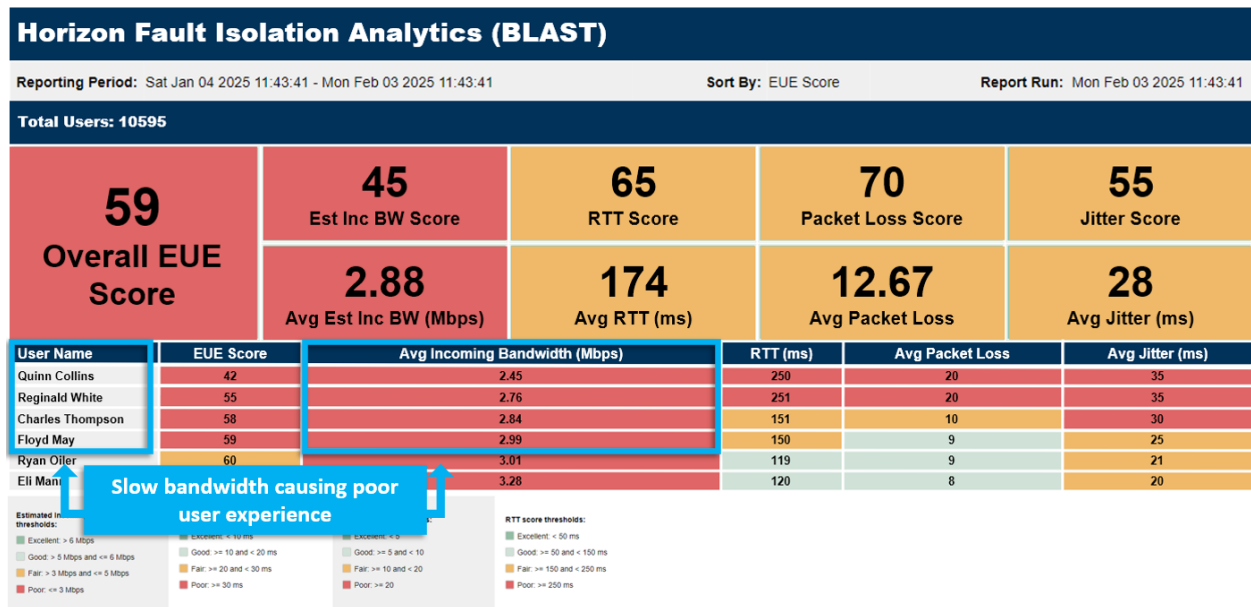 Horizon Fault Isolation Analytics (BLAST)
Reporting Period: Sat Jan 04 2025 11:43:41 - Mon Feb 03 2025 11:43:41 Sort By: EUE Score Report Run: Mon Feb 03 2025 11:43:41
Total Users: 10595
59
Overall EUE
Score
45
Est Inc BW Score
65
RTT Score
70
Packet Loss Score
55
Jitter Score
2.88
Avg Est Inc BW (Mbps)
174
Avg RTT (ms)
12.67
Avg Packet Loss
28
Avg Jitter (ms)
User Name EUE Score Avg Incoming Bandwidth (Mbps) RTT (ms) Avg Packet Loss Avg Jitter (ms)
Quinn Collins 42 2.45 250 20 35
Reginald White 55 2.76 251 20 35
Charles Thompson 58 2.84 151 10 30
Floyd May 59 2.99 150 9 25
Ryan Oiler 60 3.01 119 9 21
Eli 3.28 120 8 20
Slow bandwidth causing poor
user experience
Estimated
thresholds:
Excellent: > 6 Mbps
Good: > 5 Mbps and <= 6 Mbps
Fair: > 3 Mbps and <= 5 Mbps
Poor: <= 3 Mbps
Excellent: < 10 ms
Good: >= 10 and < 20 ms
Fair: >= 20 and < 30 ms
Poor: >= 30 ms
Excellent: < 5
Good: >= 5 and < 10
Fair: >= 10 and < 20
Poor: >= 20
RTT score thresholds:
Excellent: < 50 ms
Good: >= 50 and < 150 ms
Fair: >= 150 and < 250 ms
Poor: >= 250 ms